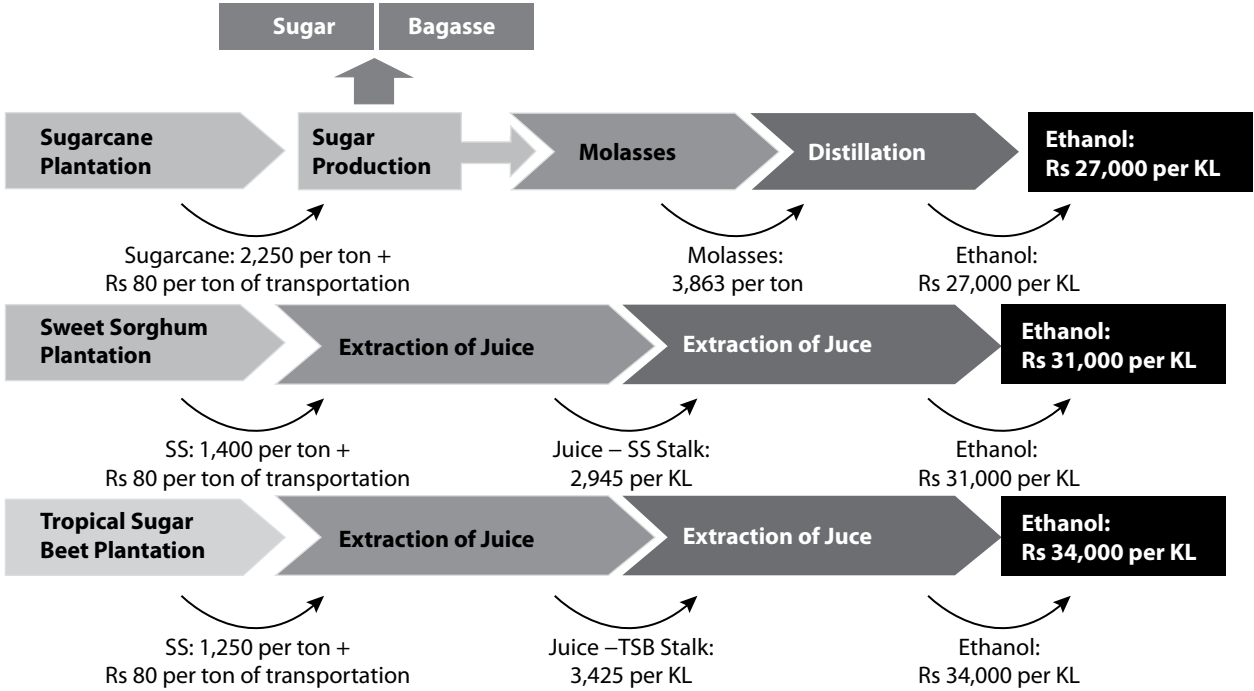 Sugar
Bagasse
Sugarcane
Plantation
Sugar
Production
Molasses
Distillation
Ethanol:
Rs 27,000 per KL
Sugarcane: 2,250 per ton +
Rs 80 per ton of transportation
Molasses:
3,863 per ton
Ethanol:
Rs 27,000 per KL
Sweet Sorghum
Plantation
Extraction of Juice
Extraction of Juce
Ethanol:
Rs 31,000 per KL
SS: 1,400 per ton +
Rs 80 per ton of transportation
Juice – SS Stalk:
2,945 per KL
Ethanol:
Rs 31,000 per KL
Tropical Sugar
Beet Plantation
Extraction of Juice
Extraction of Juce
Ethanol:
Rs 34,000 per KL
SS: 1,250 per ton +
Rs 80 per ton of transportation
Juice –TSB Stalk:
3,425 per KL
Ethanol:
Rs 34,000 per KL